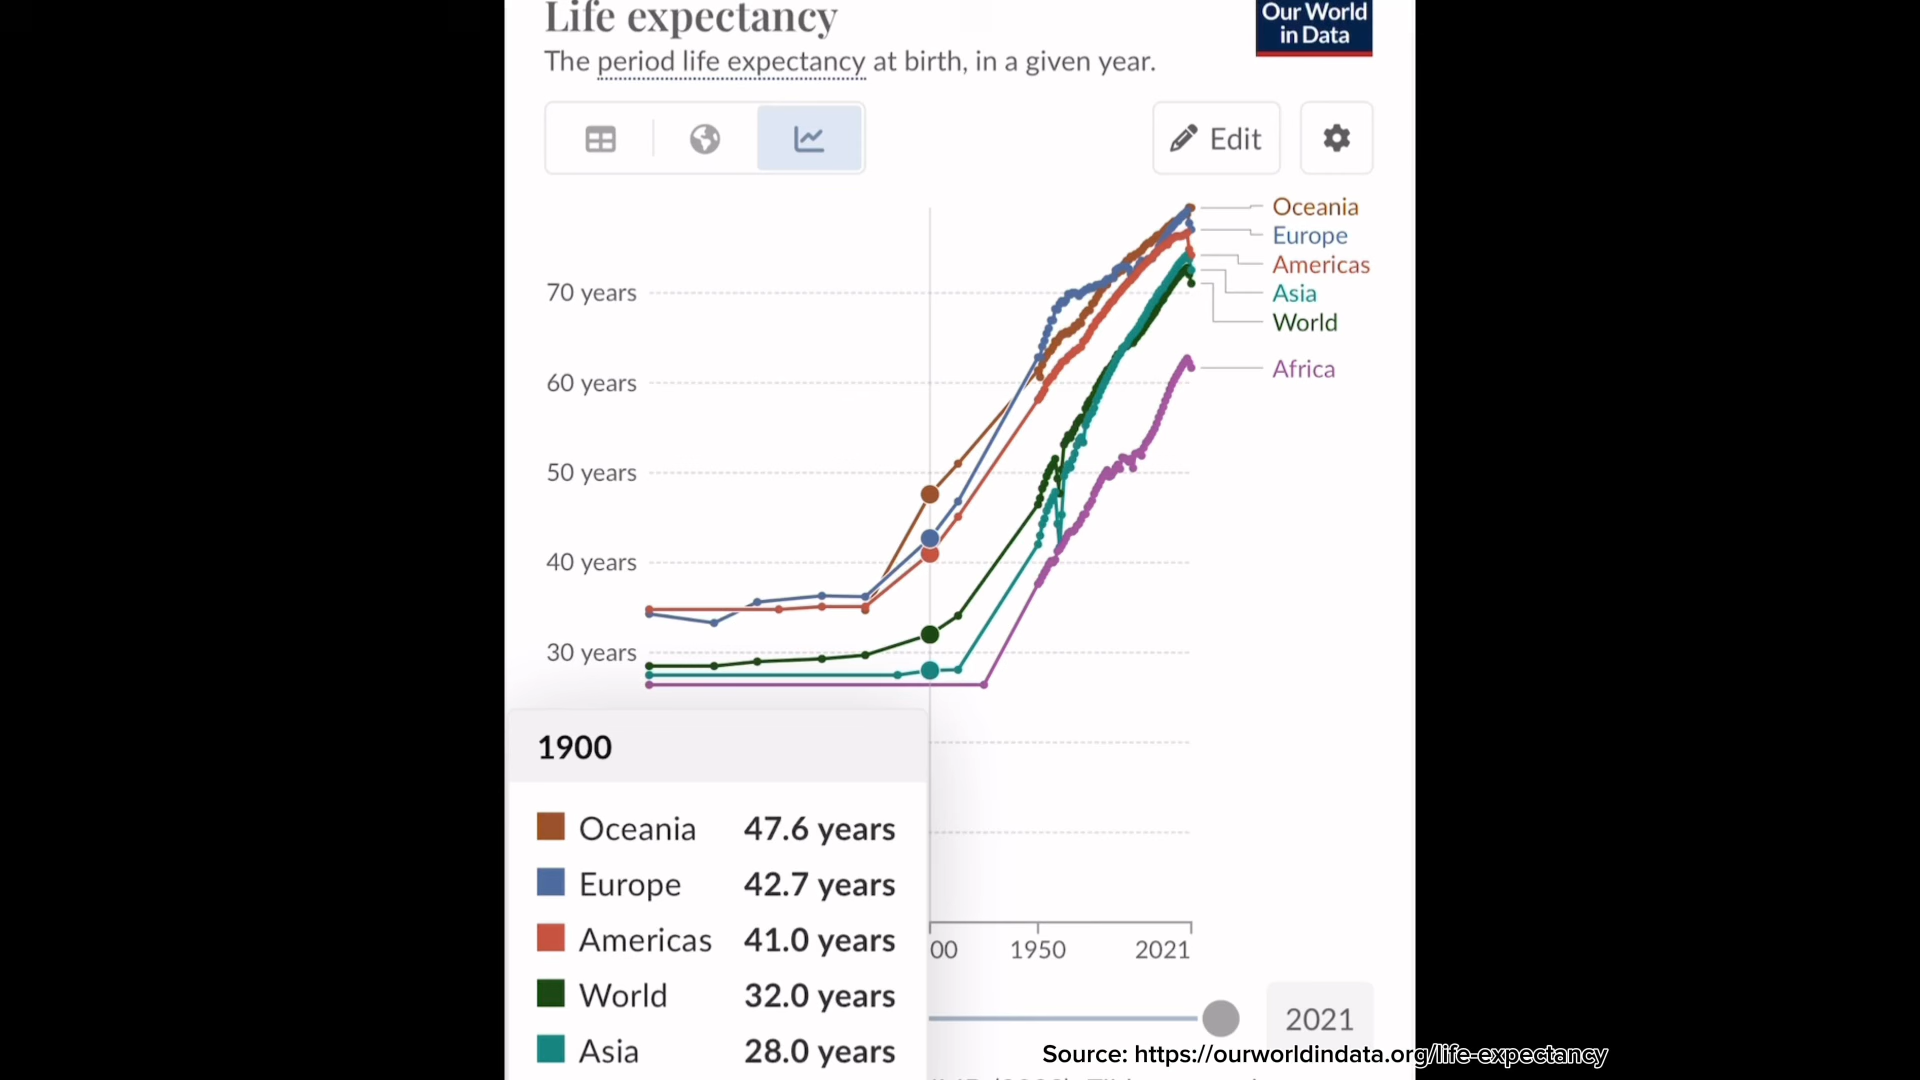 Life expectancy
Our World
in Data
The period life expectancy at birth, in a given year.
Edit
Oceania
Europe
Americas
Asia
World
Africa
70 years
60 years
50 years
40 years
30 years
1900
Oceania 47.6 years
Europe 42.7 years
Americas 41.0 years
World 32.0 years
Asia 28.0 years
00 1950 2021
2021
Source: https://ourworldindata.org/life-expectancy